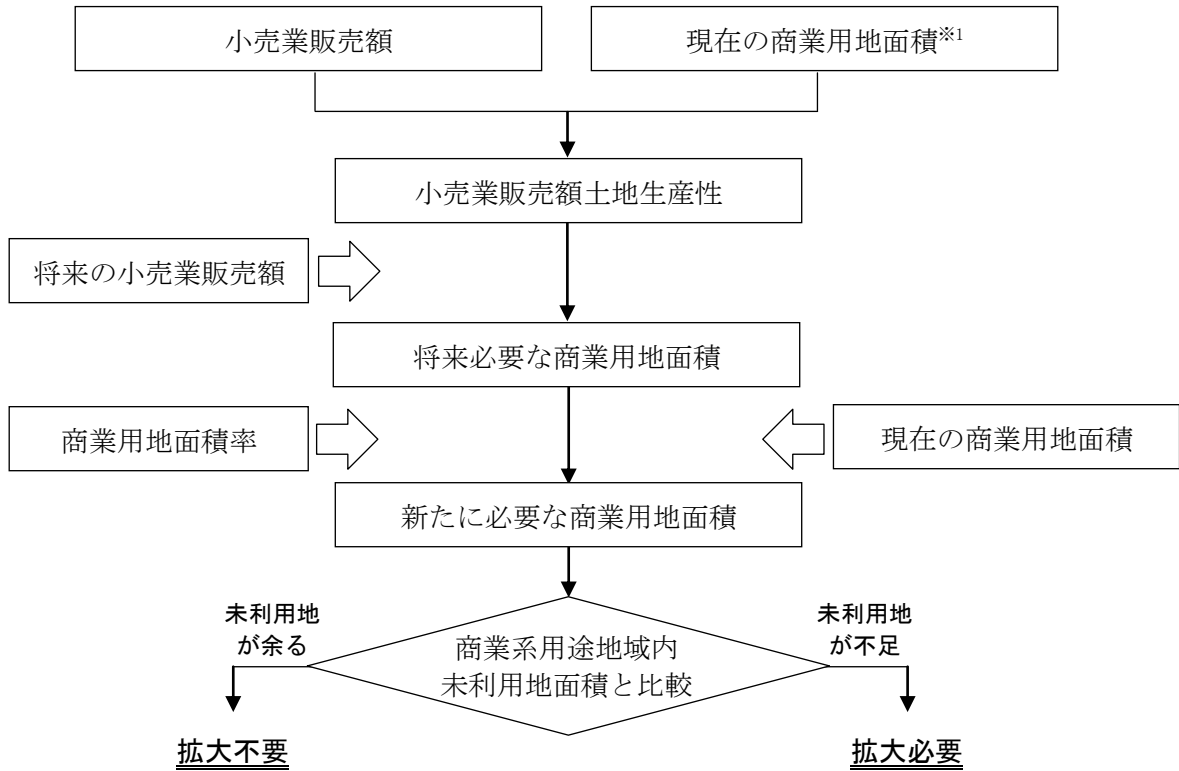 小売業販売額
現在の商業用地面積※1
小売業販売額土地生産性
将来の小売業販売額
将来必要な商業用地面積
商業用地面積率
現在の商業用地面積
新たに必要な商業用地面積
未利用地
が余る
商業系用途地域内
未利用地面積と比較
未利用地
が不足
拡大不要
拡大必要